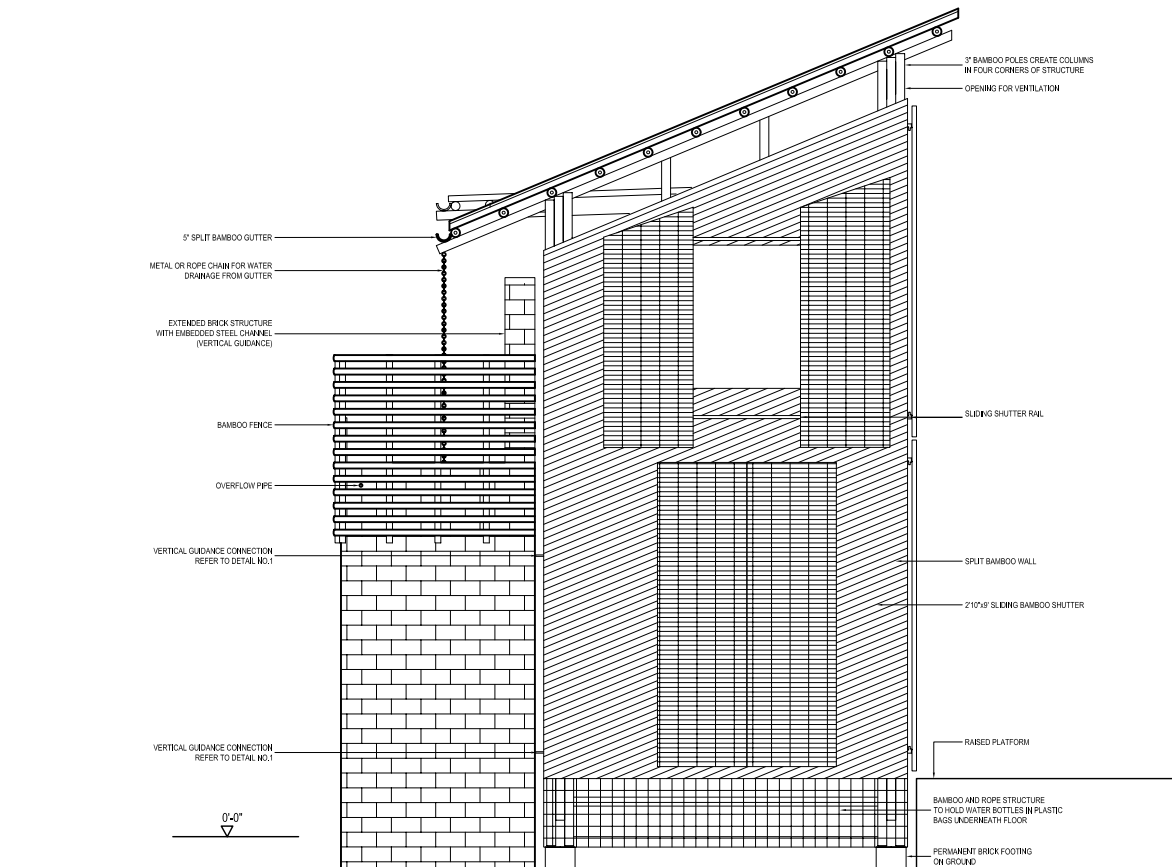 3" BAMBOO POLES CREATE COLUMNS
IN FOUR CORNERS OF STRUCTURE
OPENING FOR VENTILATION
5" SPLIT BAMBOO GUTTER
METAL OR ROPE CHAIN FOR WATER
DRAINAGE FROM GUTTER
EXTENDED BRICK STRUCTURE
WITH EMBEDDED STEEL CHANNEL
(VERTICAL GUIDANCE)
SLIDING SHUTTER RAIL
BAMBOO FENCE
OVERFLOW PIPE
VERTICAL GUIDANCE CONNECTION
REFER TO DETAIL NO.1
SPLIT BAMBOO WALL
2'10"x9' SLIDING BAMBOO SHUTTER
VERTICAL GUIDANCE CONNECTION
REFER TO DETAIL NO.1
RAISED PLATFORM
BAMBOO AND ROPE STRUCTURE
TO HOLD WATER BOTTLES IN PLASTIC
BAGS UNDERNEATH FLOOR
0'-0"
PERMANENT BRICK FOOTING
ON GROUND